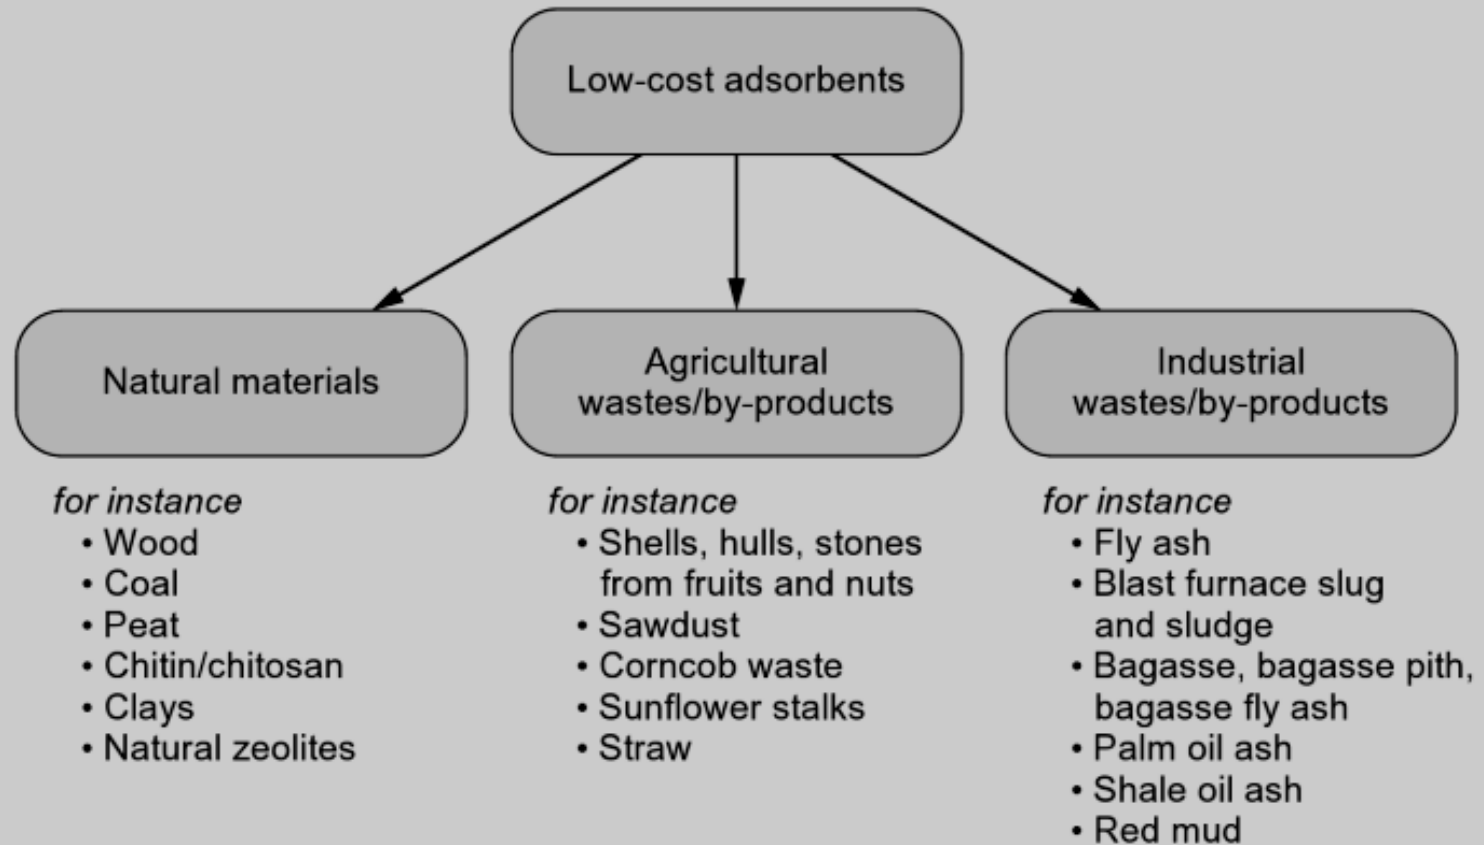 Low-cost adsorbents
Natural materials
Agricultural
wastes/by-products
Industrial
wastes/by-products
for instance
• Wood
• Coal
• Peat
• Chitin/chitosan
• Clays
• Natural zeolites
for instance
• Shells, hulls, stones
from fruits and nuts
• Sawdust
• Corncob waste
• Sunflower stalks
• Straw
for instance
• Fly ash
• Blast furnace slug
and sludge
• Bagasse, bagasse pith,
bagasse fly ash
• Palm oil ash
• Shale oil ash
• Red mud